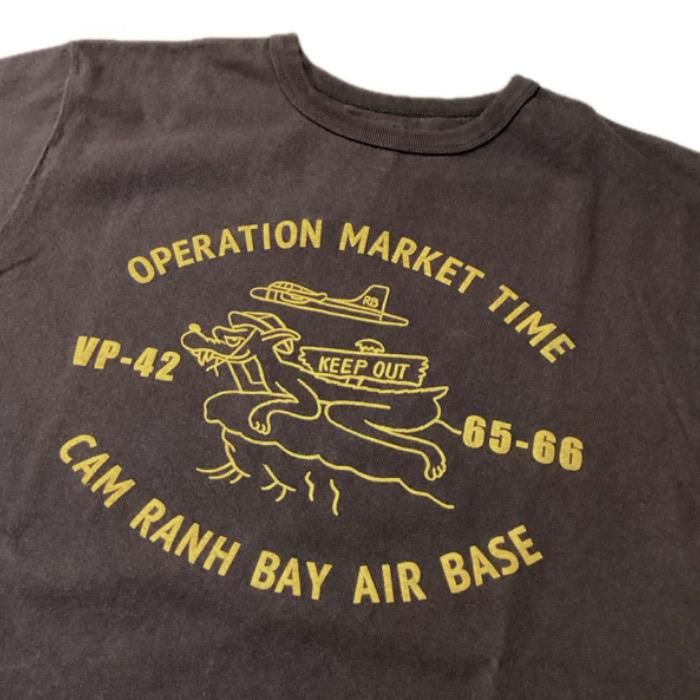 OPERATION MARKET TIME
RB
KEEP OUT
VP-42
65-66
CAM RANH BAY AIR BASE